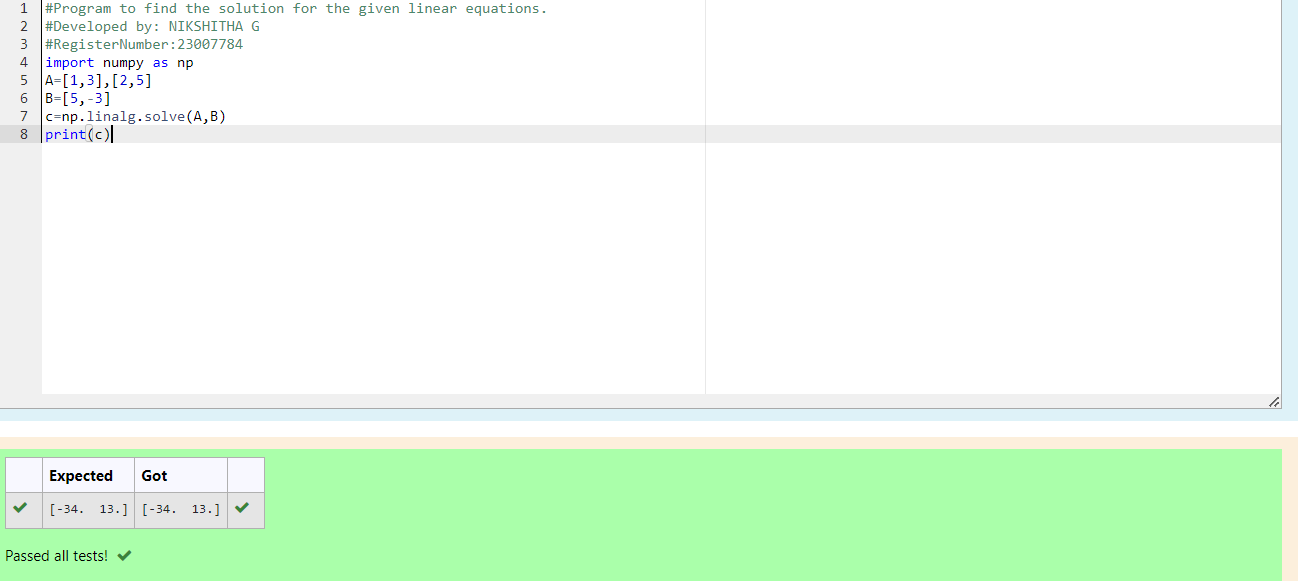 1 #Program to find the solution for the given linear equations.
2 #Developed by: NIKSHITHA G
3 #RegisterNumber:23007784
4 import numpy as np
5 A=[1,3],[2,5]
6 B=[5,-3]
7 c=np.linalg.solve(A,B)
8 print(c)
Expected Got
[-34.  13.] [-34.  13.]
Passed all tests!